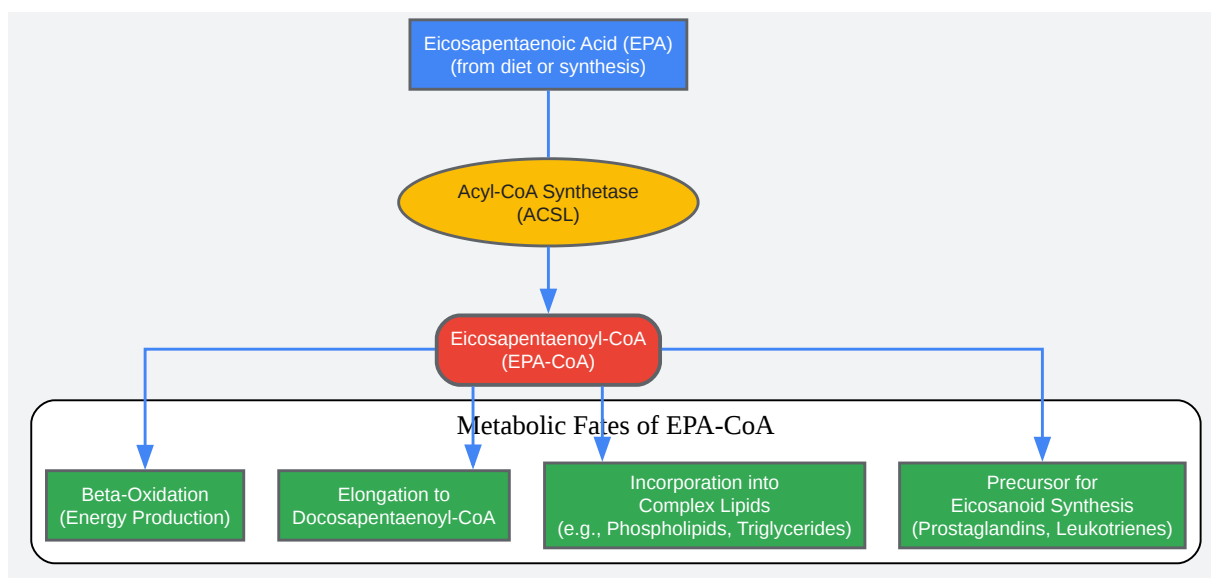 Eicosapentaenoic Acid (EPA)
(from diet or synthesis)
Acyl-CoA Synthetase
(ACSL)
Eicosapentaenoyl-CoA
(EPA-CoA)
Metabolic Fates of EPA-CoA
Beta-Oxidation
(Energy Production)
Elongation to
Docosapentaenoyl-CoA
Incorporation into
Complex Lipids
(e.g., Phospholipids, Triglycerides)
Precursor for
Eicosanoid Synthesis
(Prostaglandins, Leukotrienes)